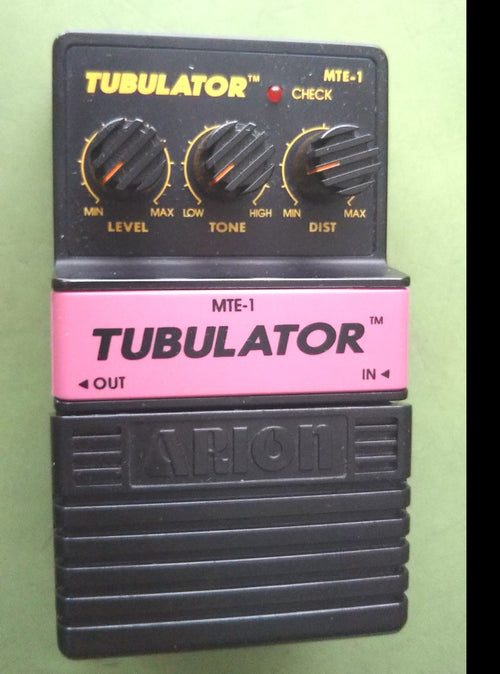 TUBULATOR™ MTE-1
CHECK
MIN MAX LOW HIGH MIN MAX
LEVEL TONE DIST
MTE-1
TUBULATOR™
◄ OUT IN ◄
ARION